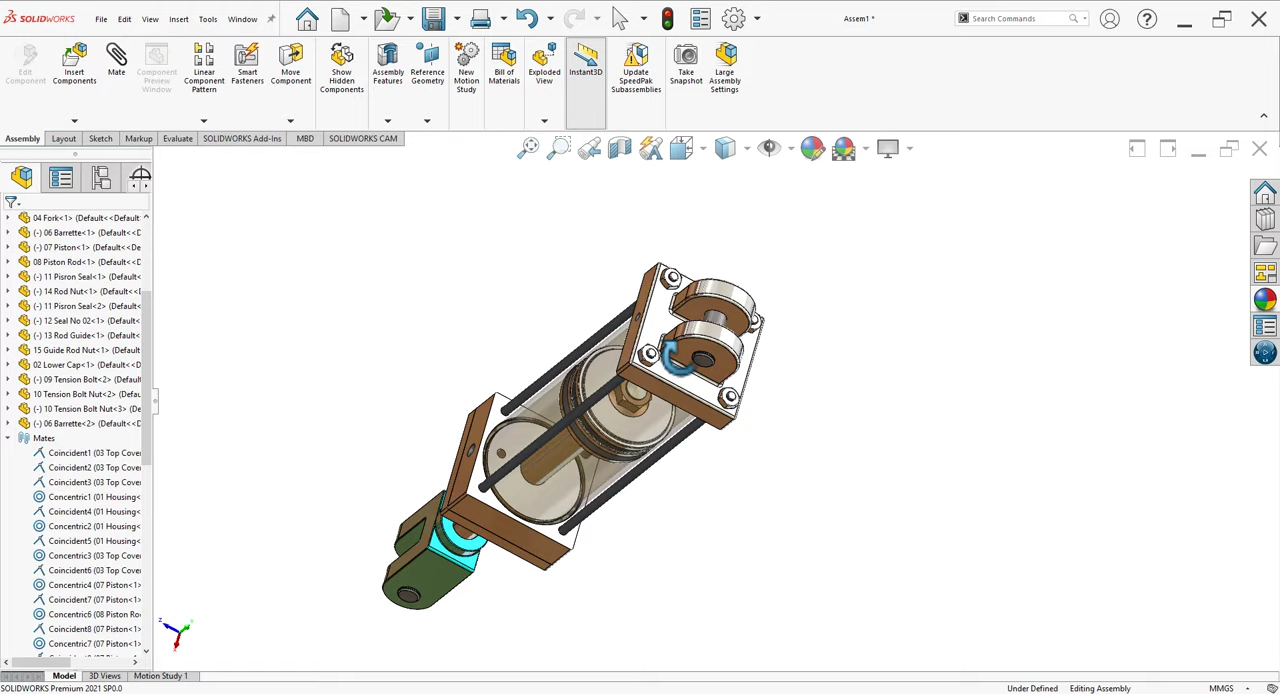 SOLIDWORKS
File Edit View Insert Tools Window
Assem1 *
Search Commands
Edit Component
Insert Components
Mate
Component Preview Window
Linear Component Pattern
Smart Fasteners
Move Component
Show Hidden Components
Assembly Features
Reference Geometry
New Motion Study
Bill of Materials
Exploded View
Instant3D
Update SpeedPak Subassemblies
Take Snapshot
Large Assembly Settings
Assembly Layout Sketch Markup Evaluate SOLIDWORKS Add-Ins MBD SOLIDWORKS CAM
04 Fork<1> (Default<<Default
(-) 06 Barrette<1> (Default<<D
(-) 07 Piston<1> (Default<<De
08 Piston Rod<1> (Default<<D
(-) 11 Pisron Seal<1> (Default<
(-) 14 Rod Nut<1> (Default<<D
(-) 11 Pisron Seal<2> (Default<
(-) 12 Seal No 02<1> (Default<
(-) 13 Rod Guide<1> (Default<
15 Guide Rod Nut<1> (Default
02 Lower Cap<1> (Default<<D
(-) 09 Tension Bolt<2> (Default
10 Tension Bolt Nut<2> (Defau
(-) 10 Tension Bolt Nut<3> (De
(-) 06 Barrette<2> (Default<<D
Mates
Coincident1 (03 Top Cover
Coincident2 (03 Top Cover
Coincident3 (03 Top Cover
Concentric1 (01 Housing<
Coincident4 (01 Housing<
Concentric2 (01 Housing<
Coincident5 (01 Housing<
Concentric3 (03 Top Cover
Coincident6 (03 Top Cover
Concentric4 (07 Piston<1>
Coincident7 (07 Piston<1>
Concentric6 (08 Piston Ro
Coincident8 (07 Piston<1>
Concentric7 (07 Piston<1>
Model 3D Views Motion Study 1
SOLIDWORKS Premium 2021 SP0.0
Under Defined Editing Assembly MMGS